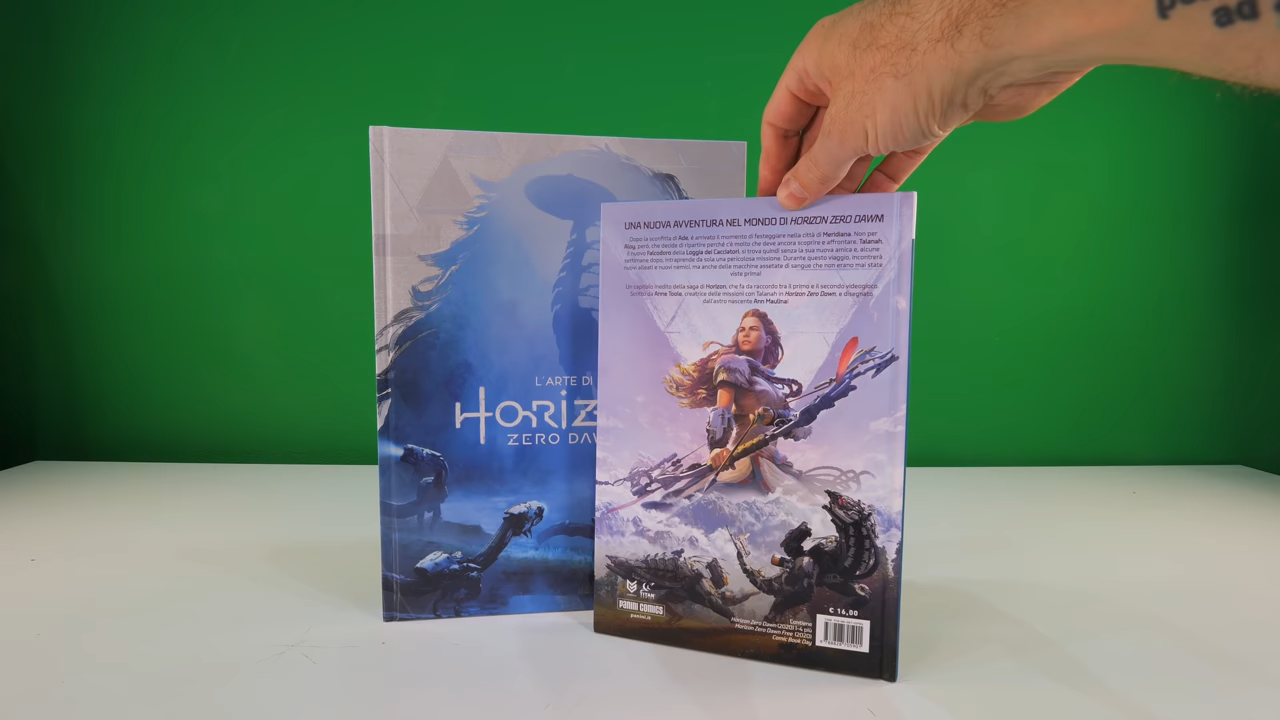 ad
L'ARTE DI
HORIZ
ZERO DAW
UNA NUOVA AVVENTURA NEL MONDO DI HORIZON ZERO DAWN!
Dopo la sconfitta di Ade, è arrivato il momento di festeggiare nella città di Meridiana. Non per
Aloy, però, che decide di ripartire perché c'è molto che deve ancora scoprire e affrontare. Talanah,
il nuovo Falcodoro della Loggia dei Cacciatori, si trova quindi senza la sua nuova amica e, alcune
settimane dopo, intraprende da sola una pericolosa missione. Durante questo viaggio, incontrerà
nuovi alleati e nuovi nemici, ma anche delle macchine assetate di sangue che non erano mai state
viste prima!
Un capitolo inedito della saga di Horizon, che fa da raccordo tra il primo e il secondo videogioco.
Scritto da Anne Toole, creatrice delle missioni con Talanah in Horizon Zero Dawn, e disegnato
dall'astro nascente Ann Maulina!
TITAN
PANINI COMICS
panini.it
€ 16,00
Contiene
Horizon Zero Dawn (2020) 1-4 più
Horizon Zero Dawn Free (2020)
Comic Book Day